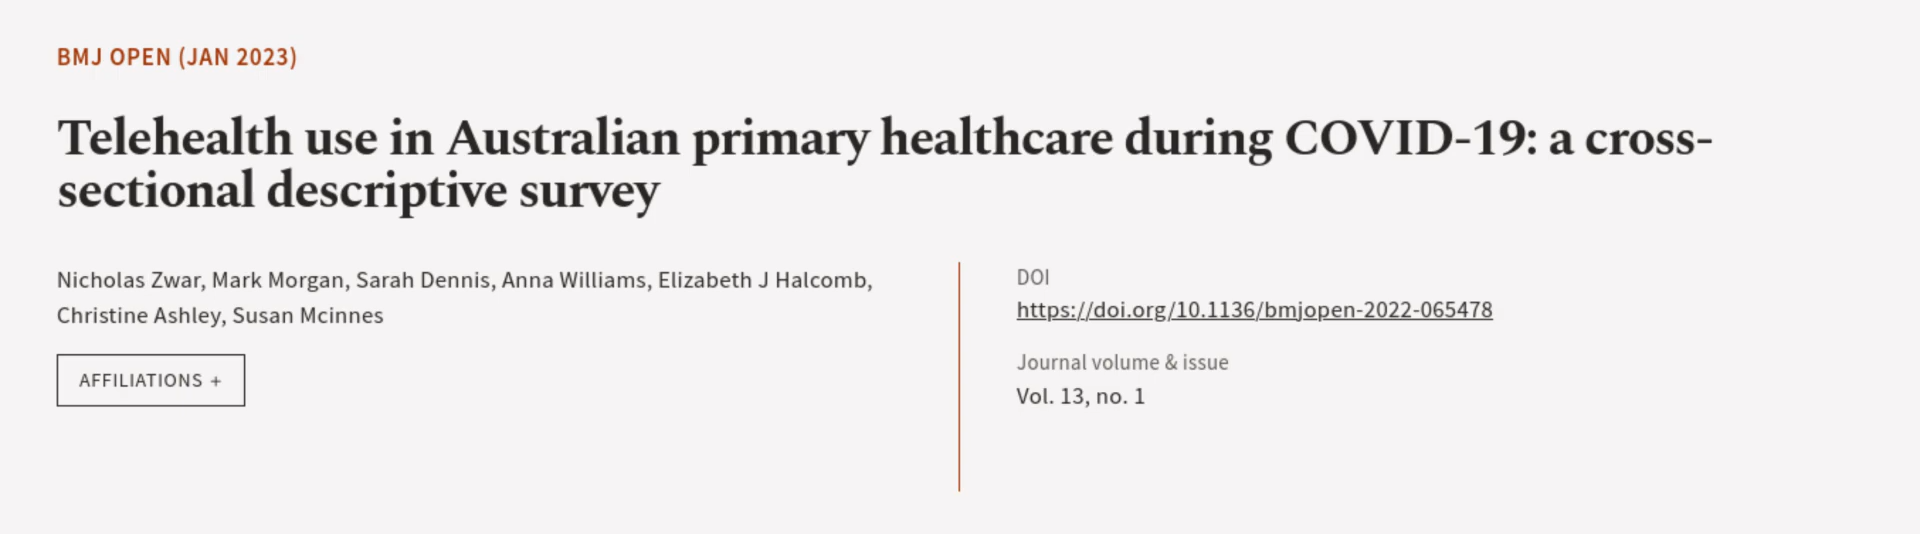 BMJ OPEN (JAN 2023)
Telehealth use in Australian primary healthcare during COVID-19: a cross-
sectional descriptive survey
Nicholas Zwar, Mark Morgan, Sarah Dennis, Anna Williams, Elizabeth J Halcomb,
Christine Ashley, Susan Mcinnes
AFFILIATIONS +
DOI
https://doi.org/10.1136/bmjopen-2022-065478
Journal volume & issue
Vol. 13, no. 1